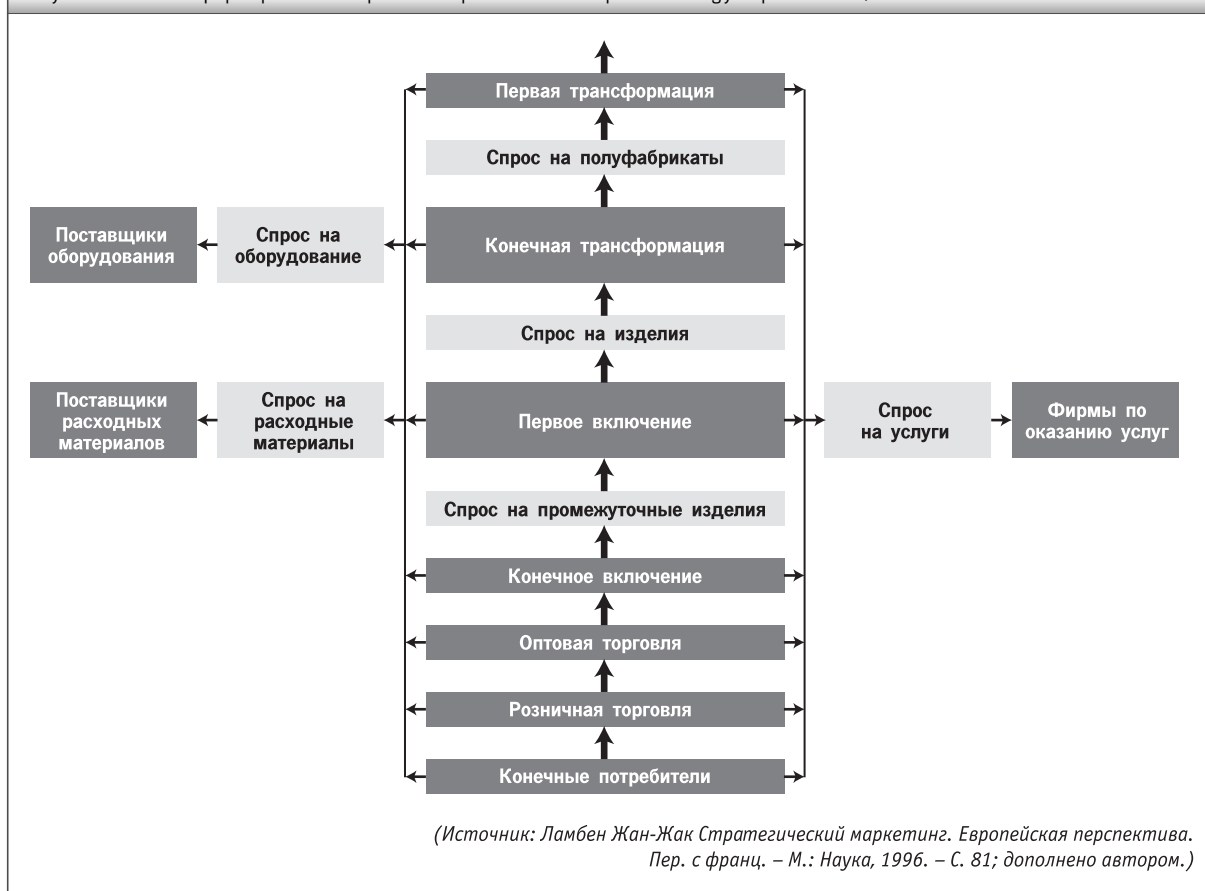 Первая трансформация
Спрос на полуфабрикаты
Поставщики
оборудования
Спрос на
оборудование
Конечная трансформация
Спрос на изделия
Поставщики
расходных
материалов
Спрос на
расходные
материалы
Первое включение
Спрос
на услуги
Фирмы по
оказанию услуг
Спрос на промежуточные изделия
Конечное включение
Оптовая торговля
Розничная торговля
Конечные потребители
(Источник: Ламбен Жан-Жак Стратегический маркетинг. Европейская перспектива.
Пер. с франц. – М.: Наука, 1996. – С. 81; дополнено автором.)